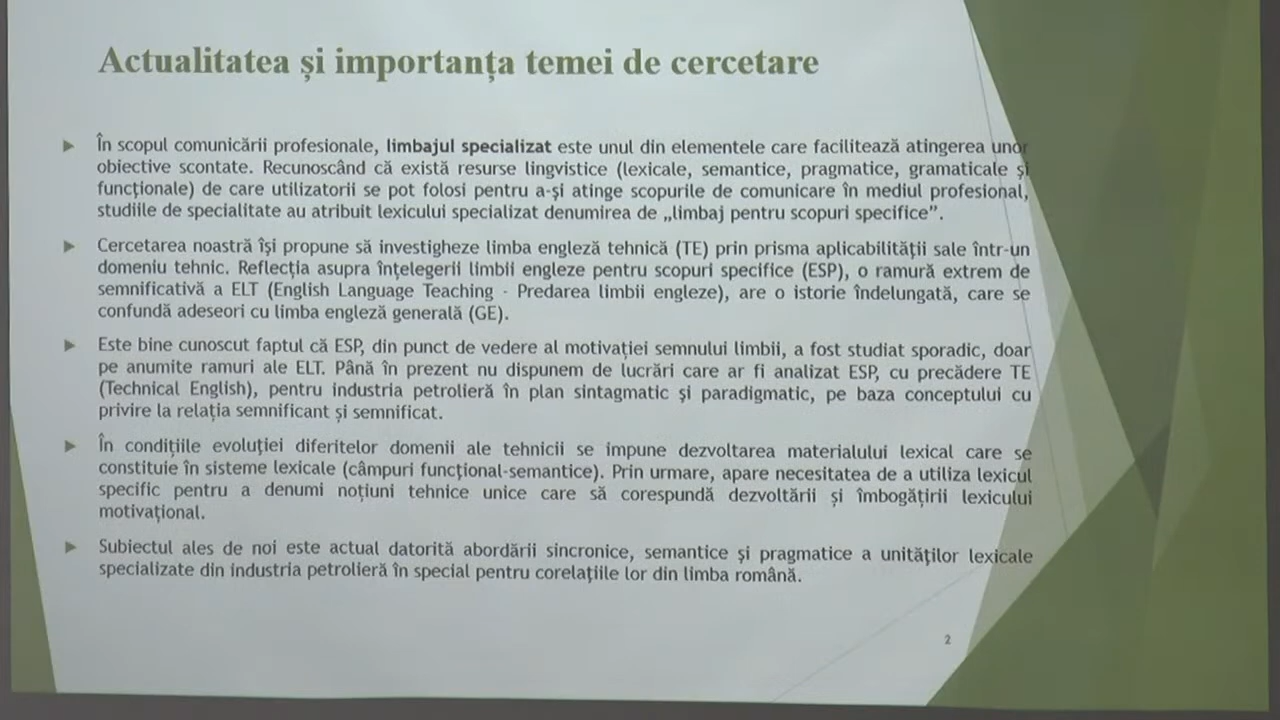 Actualitatea și importanța temei de cercetare
În scopul comunicării profesionale, limbajul specializat este unul din elementele care facilitează atingerea unor
obiective scontate. Recunoscând că există resurse lingvistice (lexicale, semantice, pragmatice, gramaticale și
funcționale) de care utilizatorii se pot folosi pentru a-și atinge scopurile de comunicare în mediul profesional,
studiile de specialitate au atribuit lexicului specializat denumirea de „limbaj pentru scopuri specifice”.
Cercetarea noastră își propune să investigheze limba engleză tehnică (TE) prin prisma aplicabilității sale într-un
domeniu tehnic. Reflecția asupra înțelegerii limbii engleze pentru scopuri specifice (ESP), o ramură extrem de
semnificativă a ELT (English Language Teaching - Predarea limbii engleze), are o istorie îndelungată, care se
confundă adeseori cu limba engleză generală (GE).
Este bine cunoscut faptul că ESP, din punct de vedere al motivației semnului limbii, a fost studiat sporadic, doar
pe anumite ramuri ale ELT. Până în prezent nu dispunem de lucrări care ar fi analizat ESP, cu precădere TE
(Technical English), pentru industria petrolieră în plan sintagmatic și paradigmatic, pe baza conceptului cu
privire la relația semnificant și semnificat.
În condițiile evoluției diferitelor domenii ale tehnicii se impune dezvoltarea materialului lexical care se
constituie în sisteme lexicale (câmpuri funcțional-semantice). Prin urmare, apare necesitatea de a utiliza lexicul
specific pentru a denumi noțiuni tehnice unice care să corespundă dezvoltării și îmbogățirii lexicului
motivațional.
Subiectul ales de noi este actual datorită abordării sincronice, semantice și pragmatice a unităților lexicale
specializate din industria petrolieră în special pentru corelațiile lor din limba română.
2